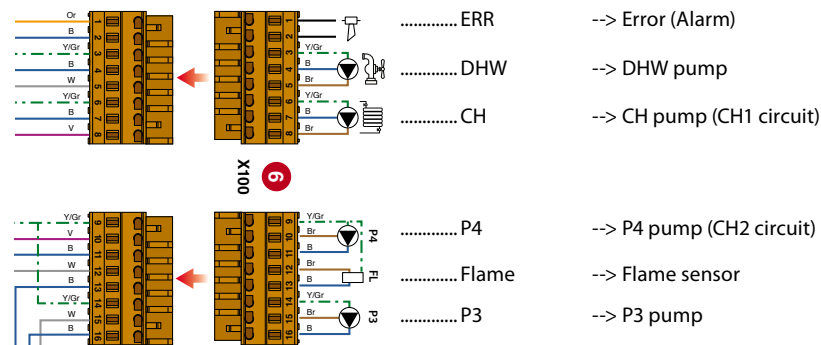 Or
B
Y/Gr
B
W
Y/Gr
B
V
1
2
3
4
5
6
7
8
1
2
3
4
5
6
7
8
Y/Gr
B
Br
Y/Gr
B
Br
............. ERR --> Error (Alarm)
............. DHW --> DHW pump
............. CH --> CH pump (CH1 circuit)
X100
6
Y/Gr
V
B
W
B
Y/Gr
W
B
9
10
11
12
13
14
15
16
9
10
11
12
13
14
15
16
Y/Gr
Br
B
Br
B
Y/Gr
Br
B
P4
FL
P3
............. P4 --> P4 pump (CH2 circuit)
............. Flame --> Flame sensor
............. P3 --> P3 pump